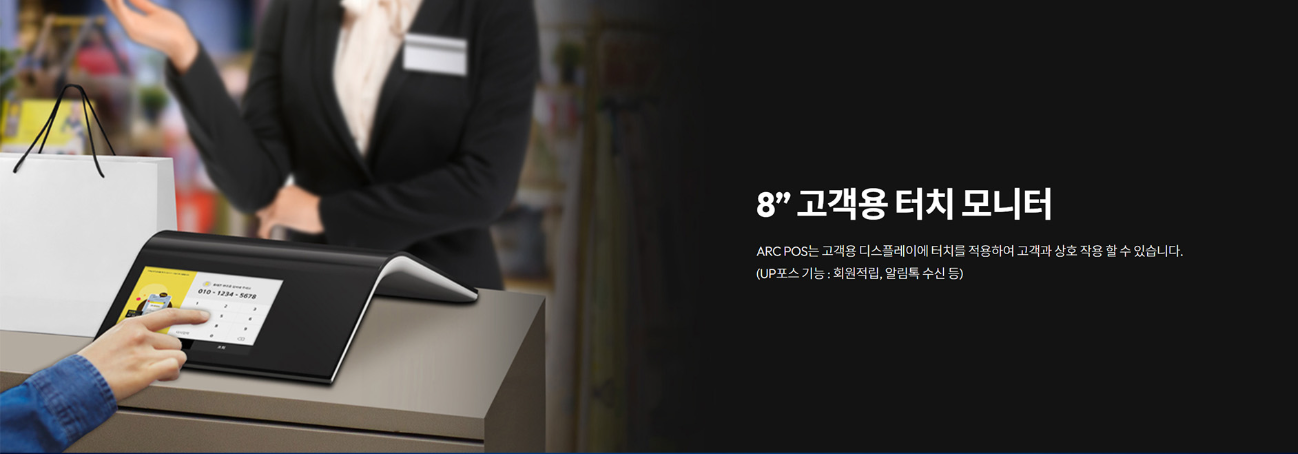 8” 고객용 터치 모니터
ARC POS는 고객용 디스플레이에 터치를 적용하여 고객과 상호 작용 할 수 있습니다.
(UP포스 기능 : 회원적립, 알림톡 수신 등)
010 - 1234 - 5678